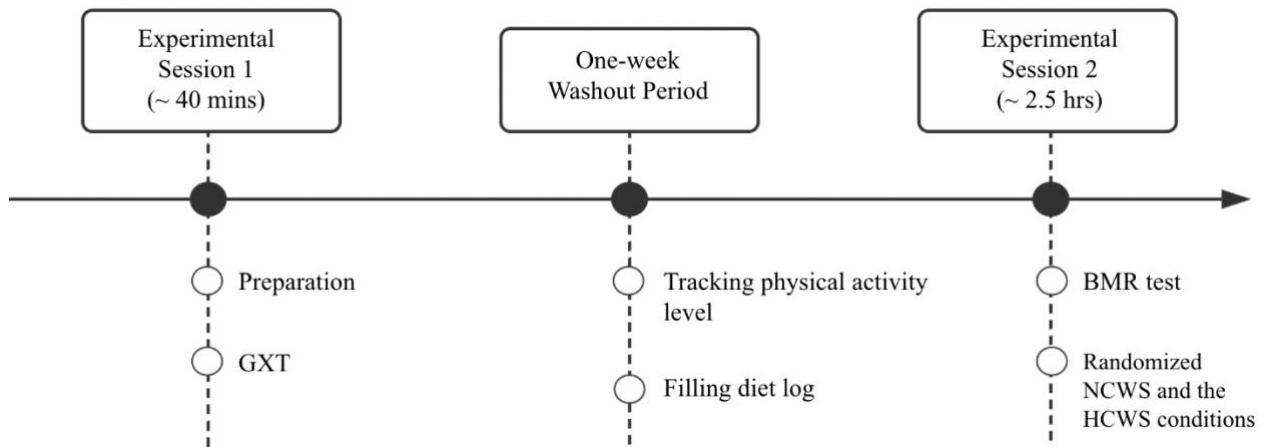 Experimental
Session 1
(~ 40 mins)
One-week
Washout Period
Experimental
Session 2
(~ 2.5 hrs)
Preparation
GXT
Tracking physical activity
level
Filling diet log
BMR test
Randomized
NCWS and the
HCWS conditions